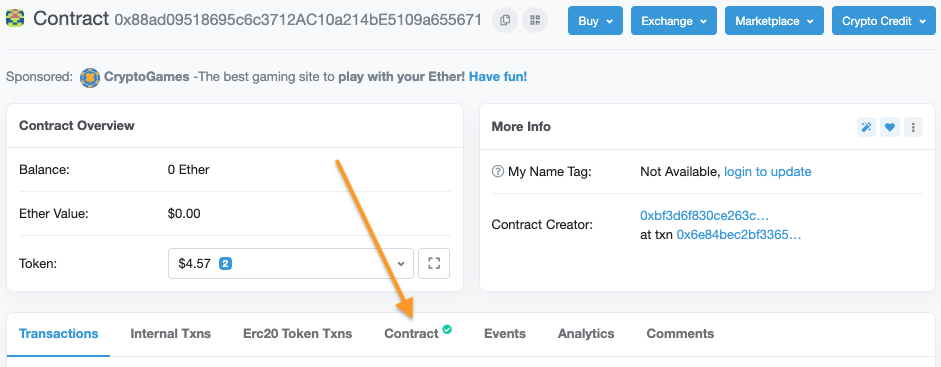 Contract 0x88ad09518695c6c3712AC10a214bE5109a655671
Buy Exchange Marketplace Crypto Credit
Sponsored: CryptoGames -The best gaming site to play with your Ether! Have fun!
Contract Overview
Balance: 0 Ether
Ether Value: $0.00
Token: $4.57 2
More Info
My Name Tag: Not Available, login to update
Contract Creator: 0xbf3d6f830ce263c...
at txn 0x6e84bec2bf3365...
Transactions Internal Txns Erc20 Token Txns Contract Events Analytics Comments